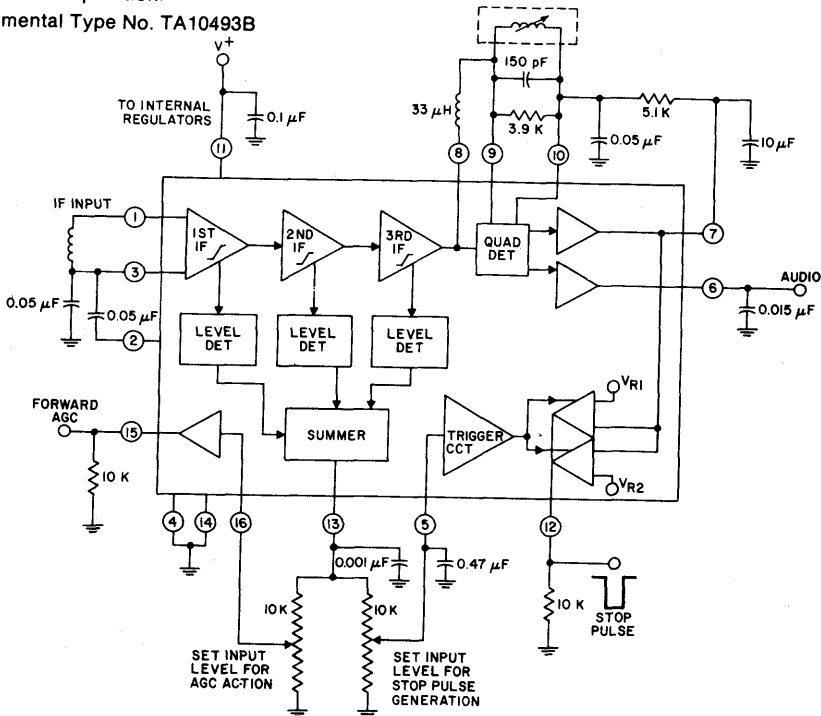 mental Type No. TA10493B
V+
TO INTERNAL
REGULATORS
0.1 µF
11
150 pF
33 µH
3.9 K
5.1 K
0.05 µF
10 µF
8
9
10
IF INPUT
1
3
0.05 µF
0.05 µF
2
1ST
IF
2ND
IF
3RD
IF
QUAD
DET
7
6
AUDIO
0.015 µF
LEVEL
DET
LEVEL
DET
LEVEL
DET
FORWARD
AGC
15
10 K
SUMMER
TRIGGER
CCT
VR1
VR2
4
14
16
13
5
12
0.001 µF
0.47 µF
10 K
10 K
10 K
STOP
PULSE
SET INPUT
LEVEL FOR
AGC ACTION
SET INPUT
LEVEL FOR
STOP PULSE
GENERATION